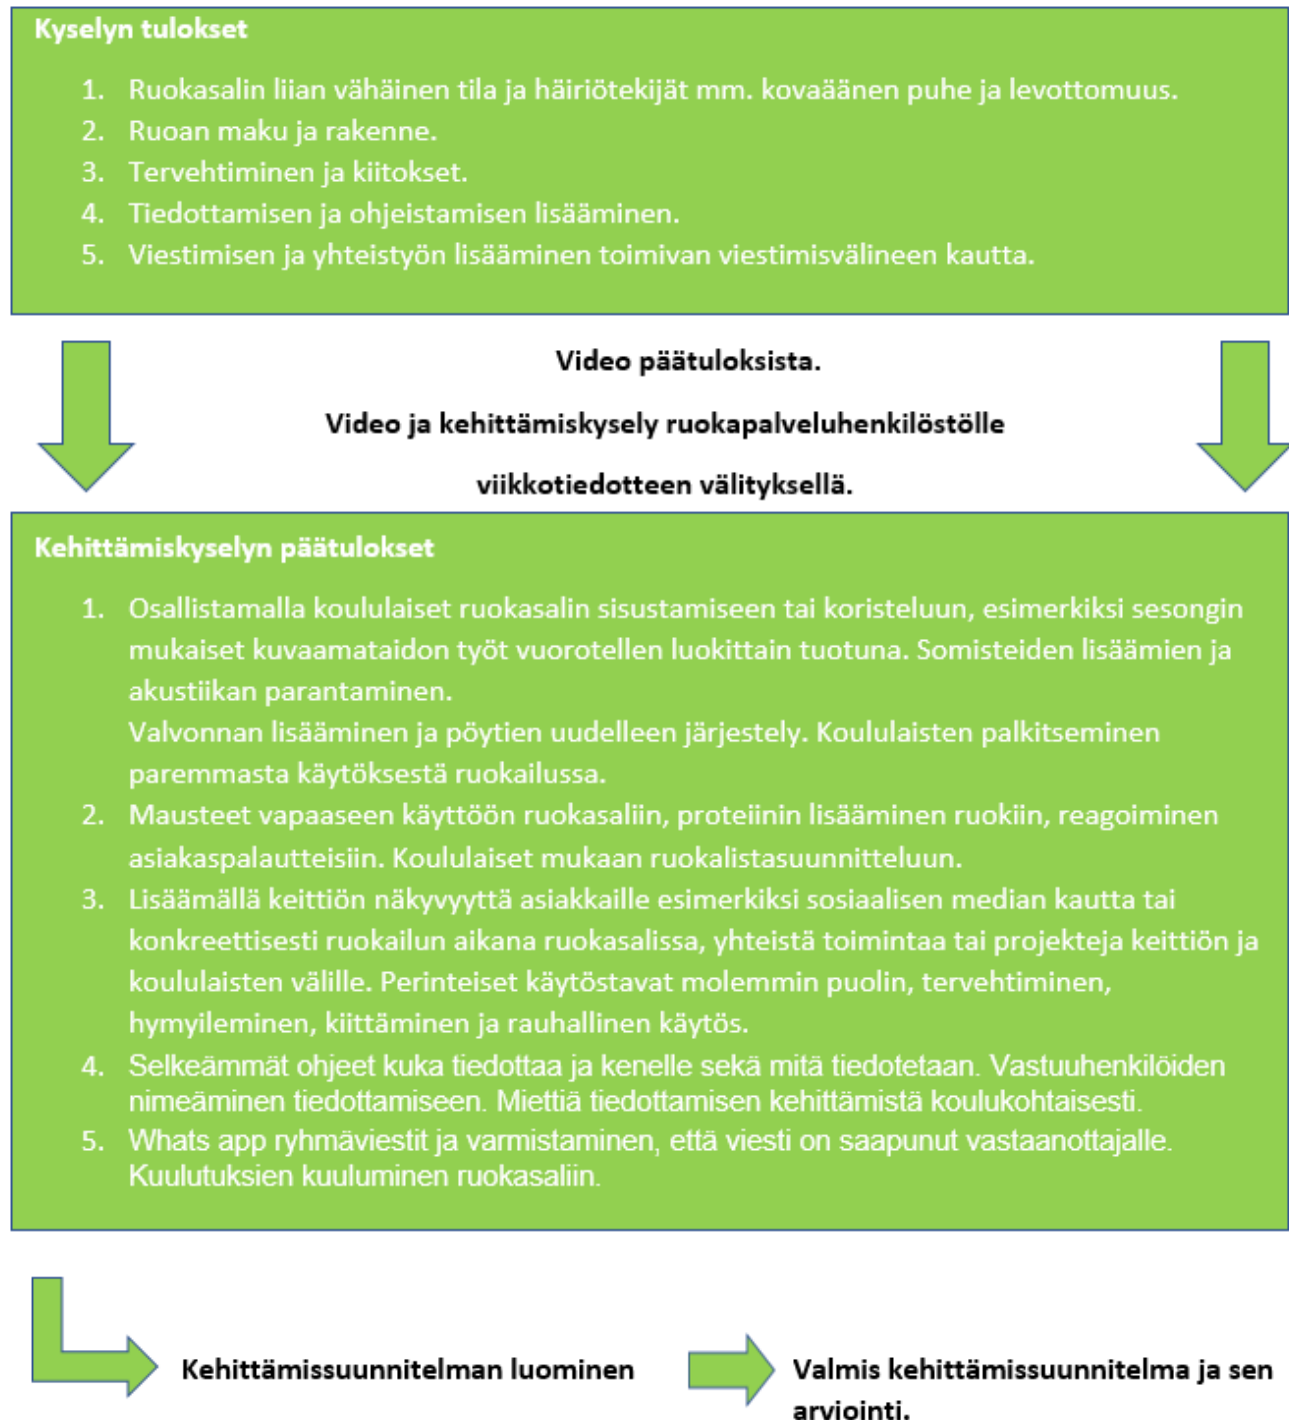 Kyselyn tulokset
1. Ruokasalin liian vähäinen tila ja häiriötekijät mm. kovaäänen puhe ja levottomuus.
2. Ruoan maku ja rakenne.
3. Tervehtiminen ja kiitokset.
4. Tiedottamisen ja ohjeistamisen lisääminen.
5. Viestimisen ja yhteistyön lisääminen toimivan viestimisvälineen kautta.
Video päätuloksista.
Video ja kehittämiskysely ruokapalveluhenkilöstölle
viikkotiedotteen välityksellä.
Kehittämiskyselyn päätulokset
1. Osallistamalla koululaiset ruokasalin sisustamiseen tai koristeluun, esimerkiksi sesongin
mukaiset kuvaamataidon työt vuorotellen luokittain tuotuna. Somisteiden lisäämien ja
akustiikan parantaminen.
Valvonnan lisääminen ja pöytien uudelleen järjestely. Koululaisten palkitseminen
paremmasta käytöksestä ruokailussa.
2. Mausteet vapaaseen käyttöön ruokasaliin, proteiinin lisääminen ruokiin, reagoiminen
asiakaspalautteisiin. Koululaiset mukaan ruokalistasuunnitteluun.
3. Lisäämällä keittiön näkyvyyttä asiakkaille esimerkiksi sosiaalisen median kautta tai
konkreettisesti ruokailun aikana ruokasalissa, yhteistä toimintaa tai projekteja keittiön ja
koululaisten välille. Perinteiset käytöstavat molemmin puolin, tervehtiminen,
hymyileminen, kiittäminen ja rauhallinen käytös.
4. Selkeämmät ohjeet kuka tiedottaa ja kenelle sekä mitä tiedotetaan. Vastuuhenkilöiden
nimeäminen tiedottamiseen. Miettiä tiedottamisen kehittämistä koulukohtaisesti.
5. Whats app ryhmäviestit ja varmistaminen, että viesti on saapunut vastaanottajalle.
Kuulutuksien kuuluminen ruokasaliin.
Kehittämissuunnitelman luominen
Valmis kehittämissuunnitelma ja sen
arviointi.